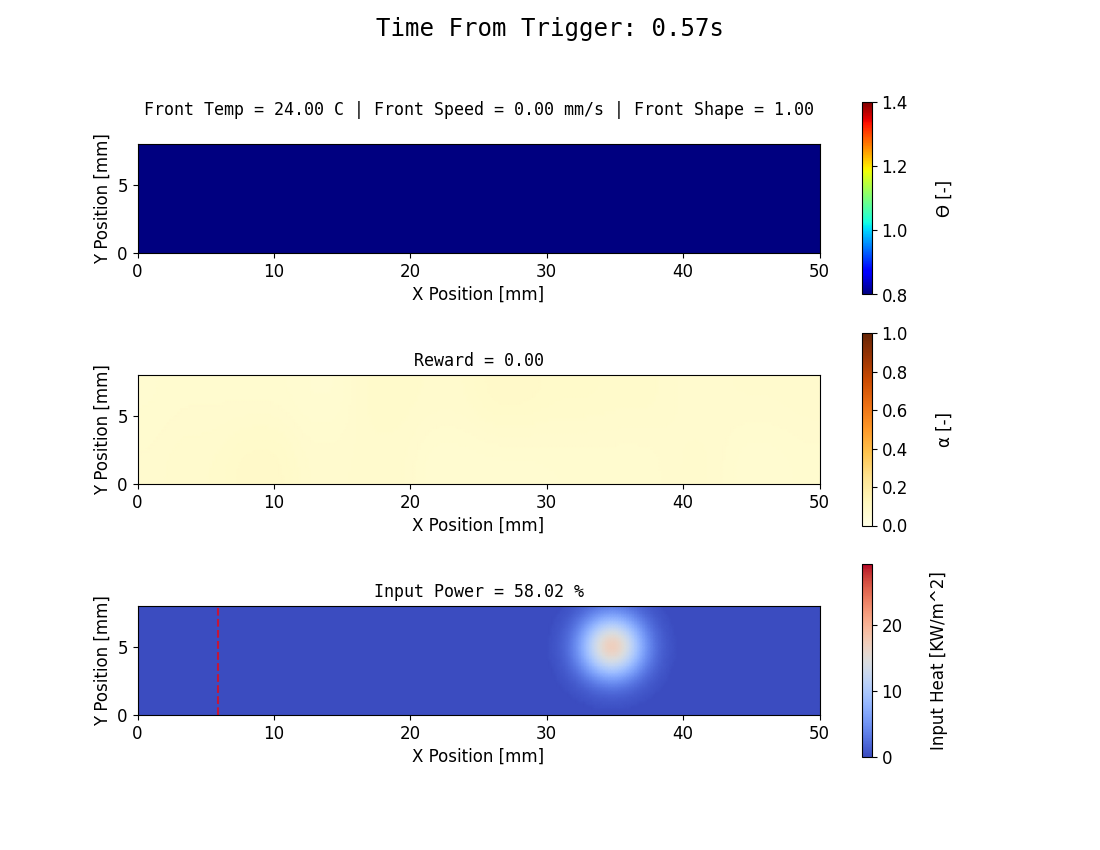 Time From Trigger: 0.57s
Front Temp = 24.00 C | Front Speed = 0.00 mm/s | Front Shape = 1.00
Y Position [mm]
5
0
0 10 20 30 40 50
X Position [mm]
1.4
1.2
1.0
0.8
Θ [-]
Reward = 0.00
Y Position [mm]
5
0
0 10 20 30 40 50
X Position [mm]
1.0
0.8
0.6
0.4
0.2
0.0
α [-]
Input Power = 58.02 %
Y Position [mm]
5
0
0 10 20 30 40 50
X Position [mm]
20
10
0
Input Heat [KW/m^2]